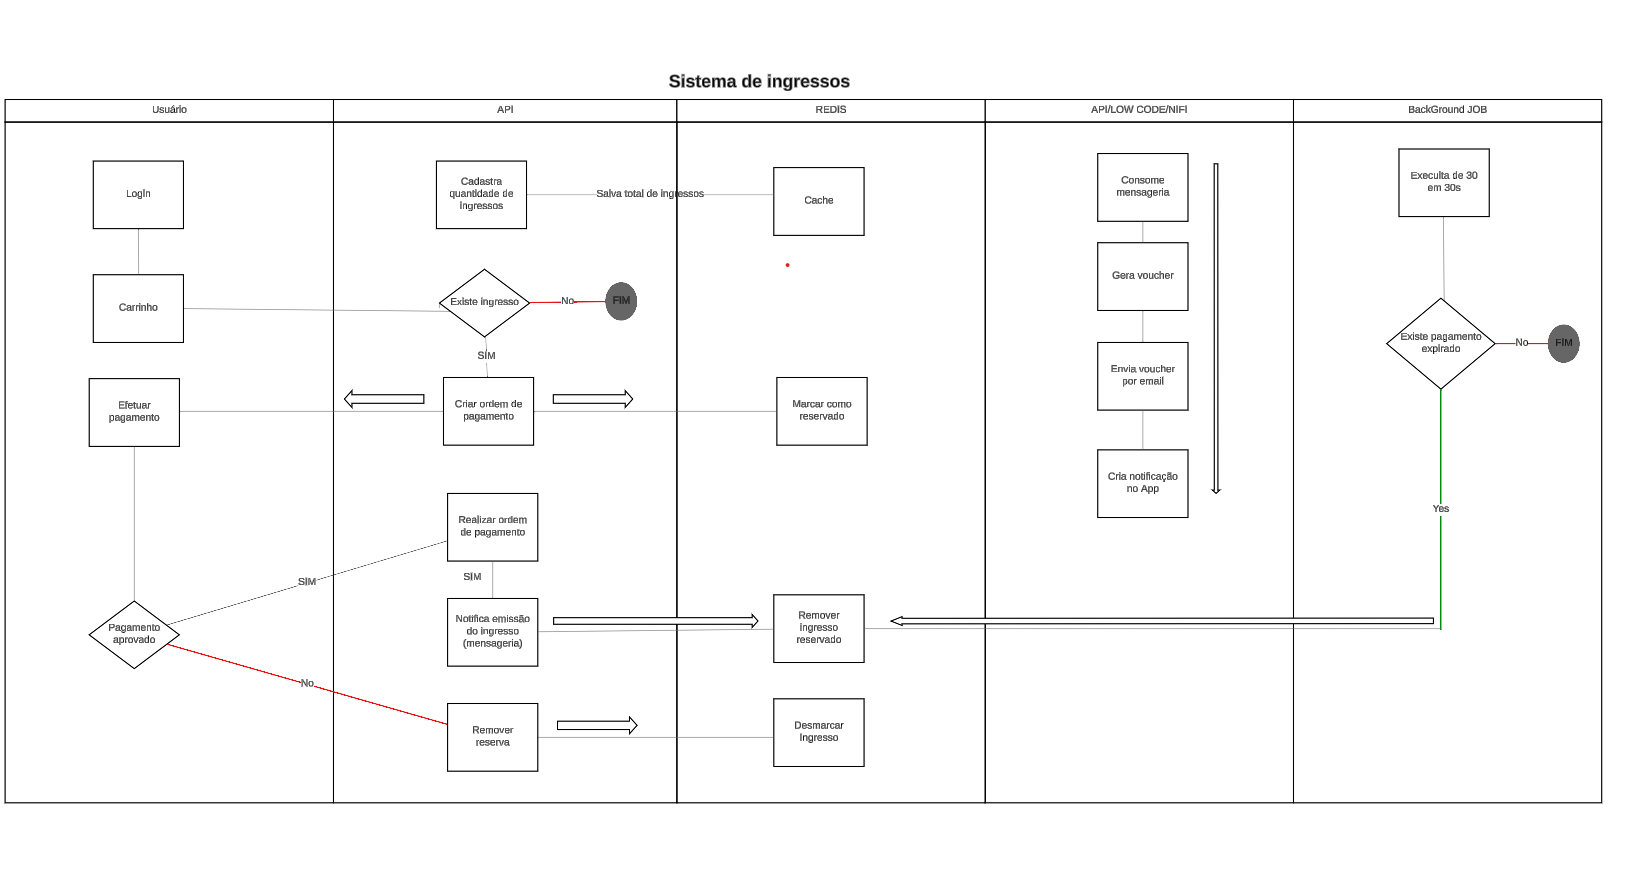 Sistema de ingressos
Usuário
API
REDIS
API/LOW CODE/NIFI
BackGround JOB
Login
Carrinho
Efetuar
pagamento
Pagamento
aprovado
SIM
No
Cadastra
quantidade de
ingressos
Salva total de ingressos
Existe ingresso
No
FIM
SIM
Criar ordem de
pagamento
Realizar ordem
de pagamento
SIM
Notifica emissão
do ingresso
(mensageria)
Remover
reserva
Cache
Marcar como
reservado
Remover
ingresso
reservado
Desmarcar
Ingresso
Consome
mensageria
Gera voucher
Envia voucher
por email
Cria notificação
no App
Execulta de 30
em 30s
Existe pagamento
expirado
No
FIM
Yes